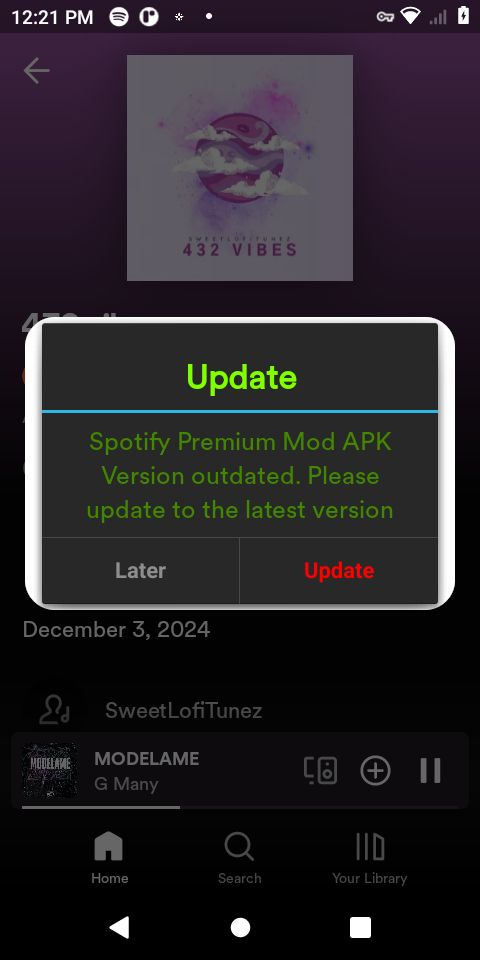 12:21 PM
SWEETLOFITUNEZ
432 VIBES
Update
Spotify Premium Mod APK
Version outdated. Please
update to the latest version
Later
Update
December 3, 2024
SweetLofiTunez
MODELAME
MODELAME
G Many
Home
Search
Your Library